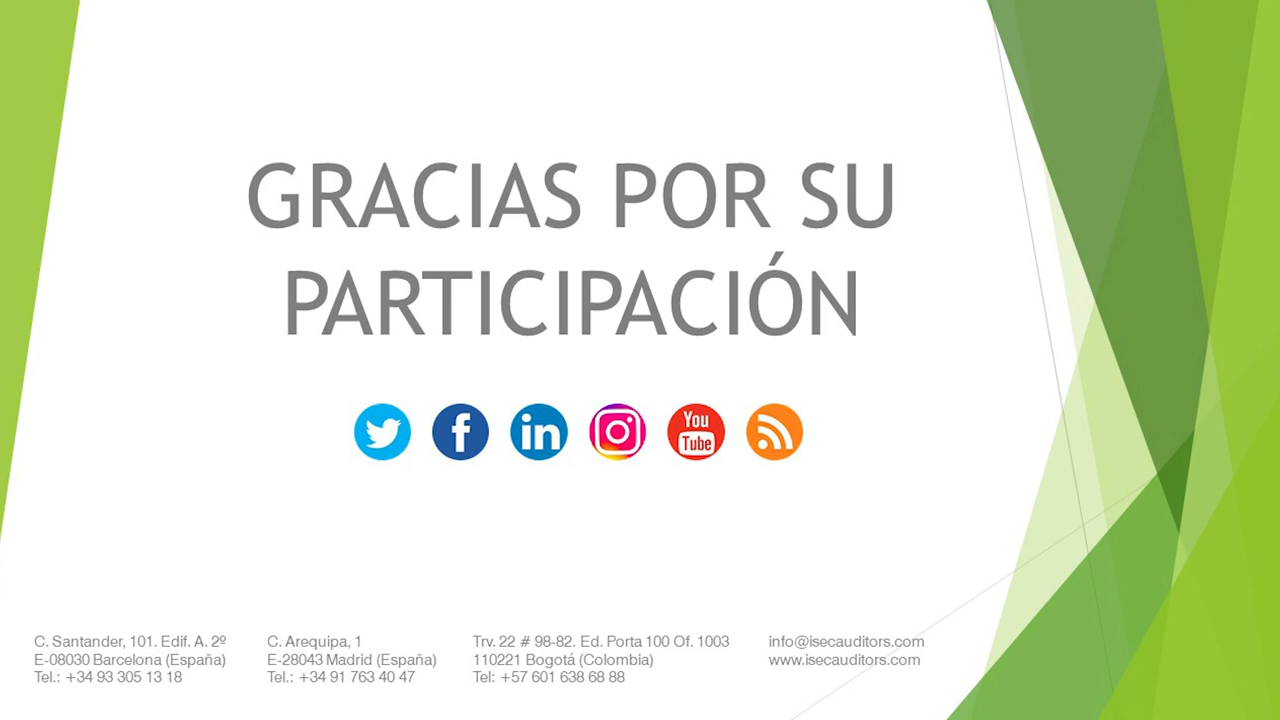 GRACIAS POR SU
PARTICIPACIÓN
in
You
Tube
C. Santander, 101. Edif. A. 2º
E-08030 Barcelona (España)
Tel.: +34 93 305 13 18
C. Arequipa, 1
E-28043 Madrid (España)
Tel.: +34 91 763 40 47
Trv. 22 # 98-82. Ed. Porta 100 Of. 1003
110221 Bogotá (Colombia)
Tel: +57 601 638 68 88
info@isecauditors.com
www.isecauditors.com